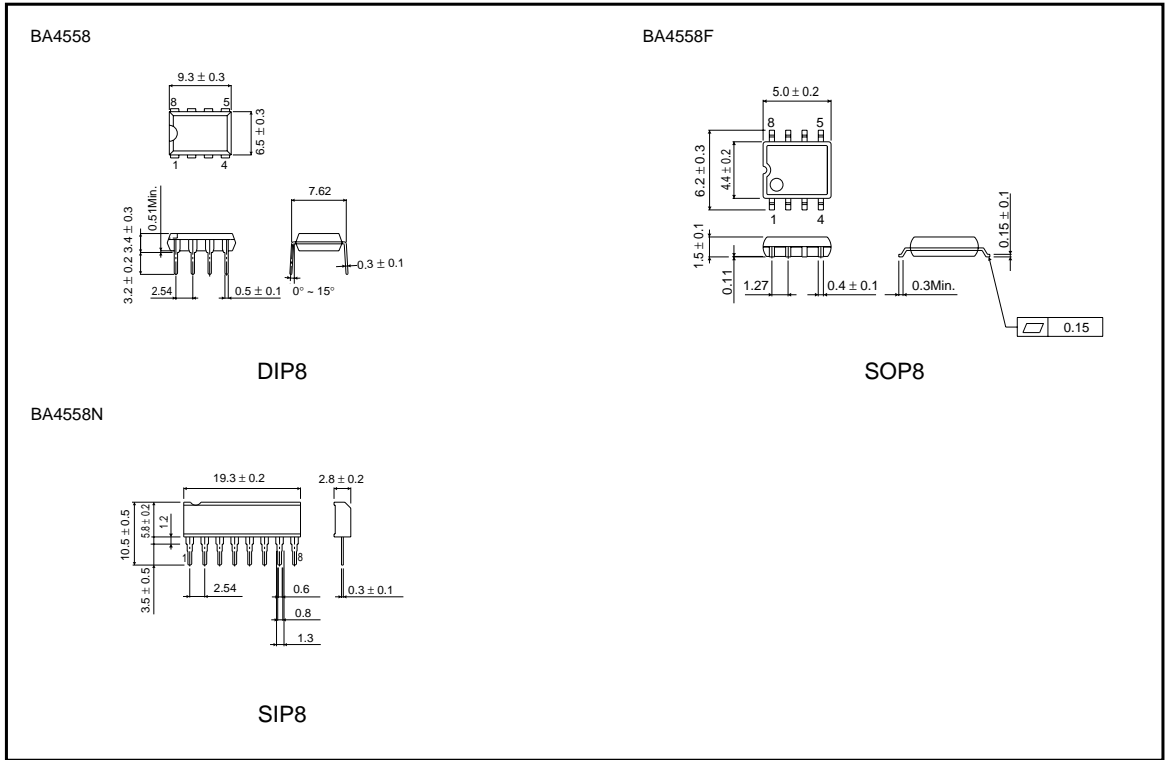 BA4558
9.3 ± 0.3
8 5
6.5 ± 0.3
1 4
0.51Min.
3.4 ± 0.3
3.2 ± 0.2
7.62
0.3 ± 0.1
2.54
0.5 ± 0.1
0° ~ 15°
DIP8
BA4558F
5.0 ± 0.2
8 5
6.2 ± 0.3
4.4 ± 0.2
1 4
1.5 ± 0.1
0.11
1.27
0.4 ± 0.1
0.3Min.
0.15 ± 0.1
0.15
SOP8
BA4558N
19.3 ± 0.2
2.8 ± 0.2
10.5 ± 0.5
5.8 ± 0.2
1.2
1 8
3.5 ± 0.5
2.54
0.6
0.3 ± 0.1
0.8
1.3
SIP8